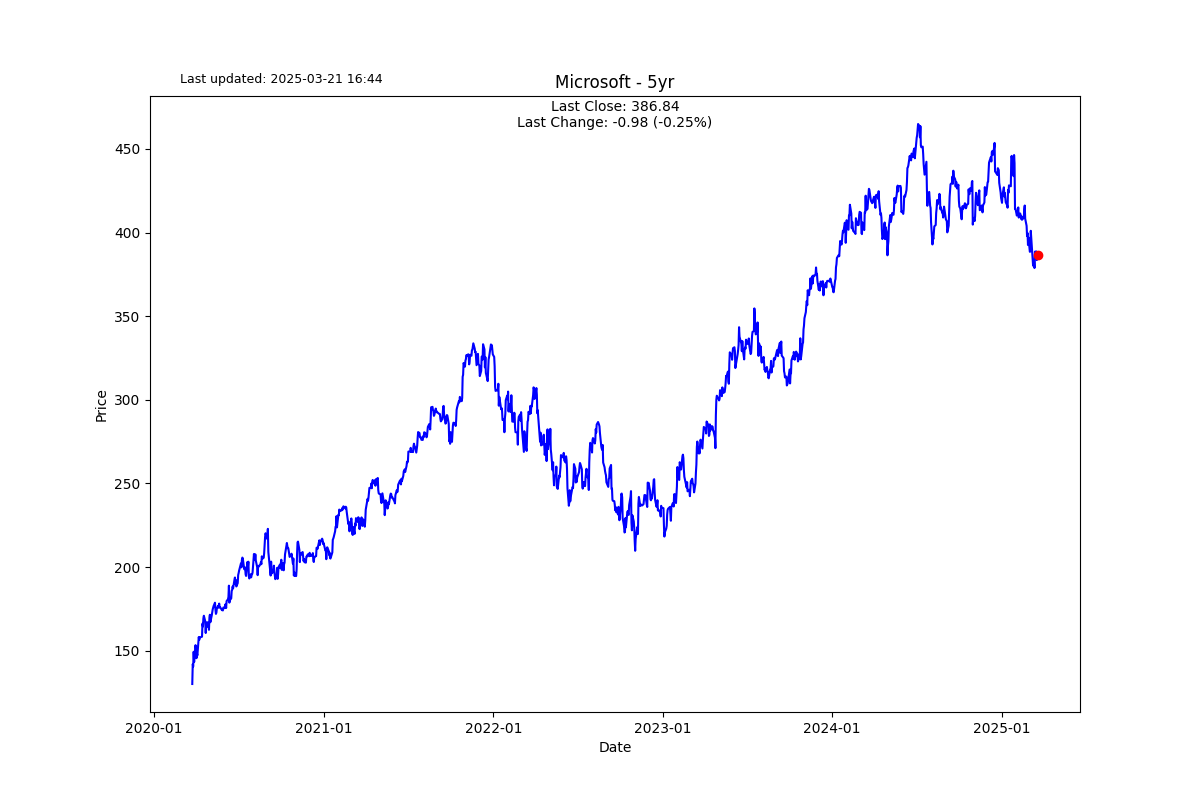 Last updated: 2025-03-21 16:44
Microsoft - 5yr
Last Close: 386.84
Last Change: -0.98 (-0.25%)
450
400
350
300
250
200
150
Price
2020-01
2021-01
2022-01
2023-01
2024-01
2025-01
Date